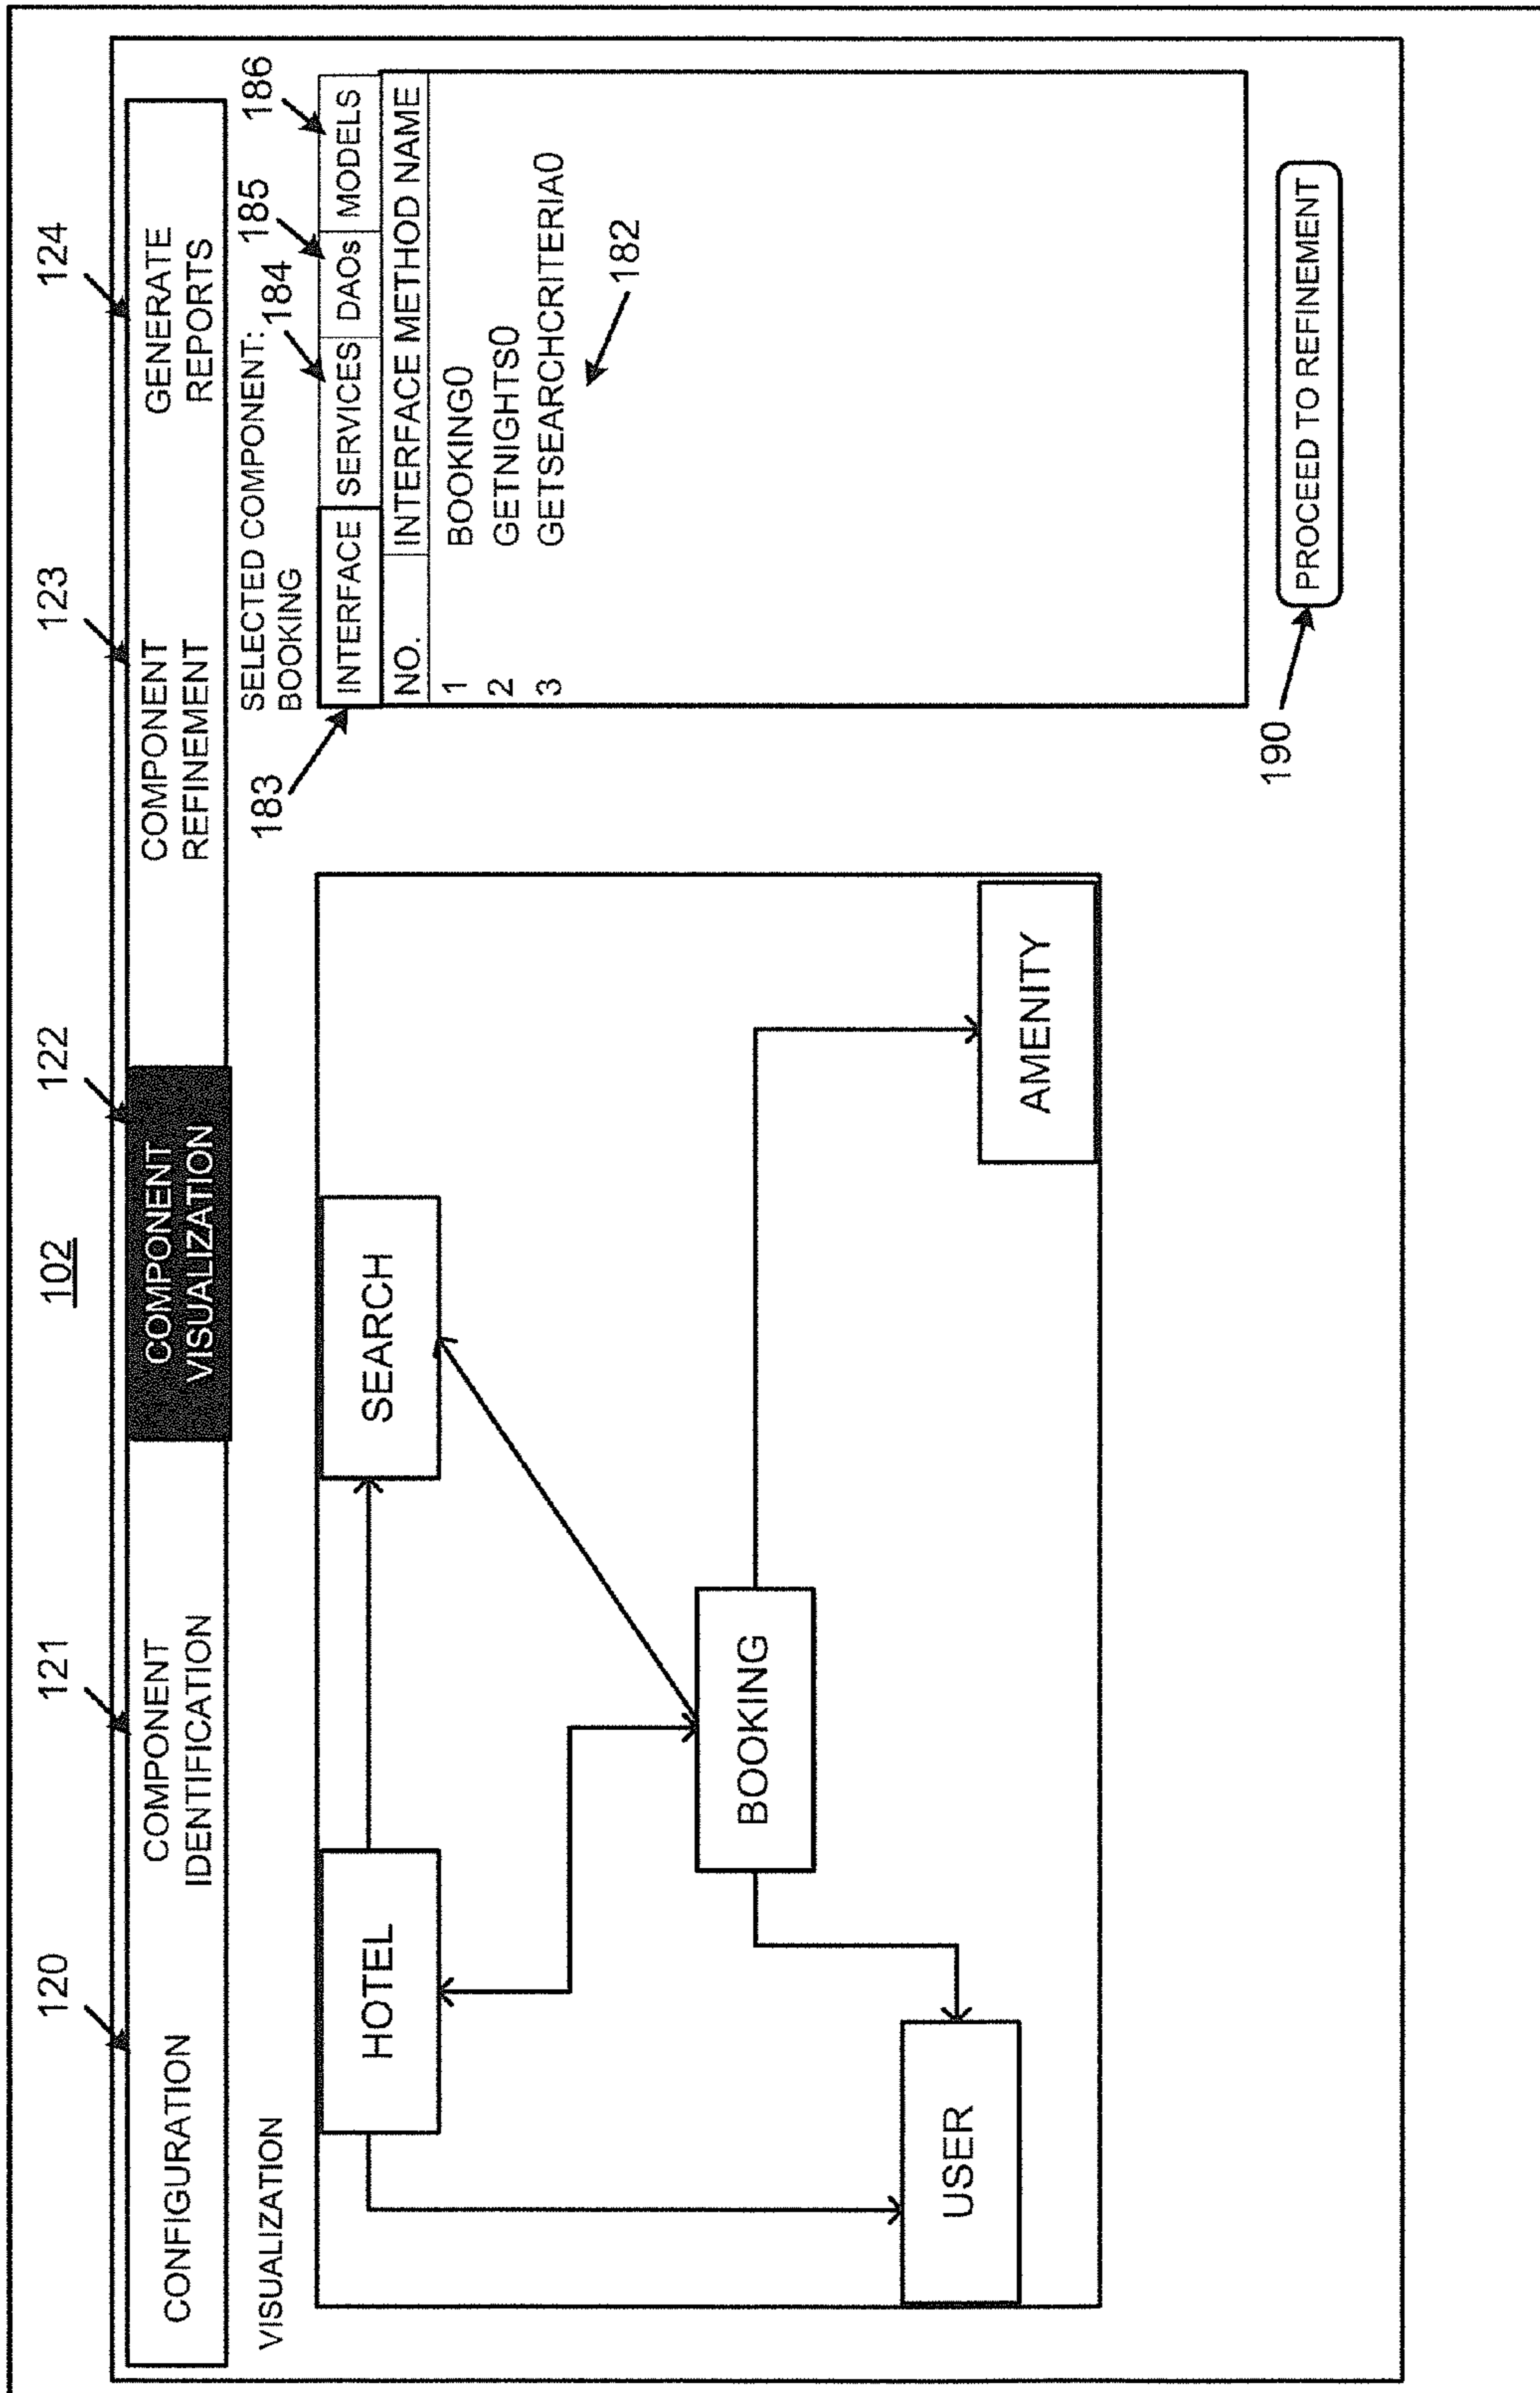 102
120
121
122
123
124
CONFIGURATION
COMPONENT
IDENTIFICATION
COMPONENT
VISUALIZATION
COMPONENT
REFINEMENT
GENERATE
REPORTS
VISUALIZATION
HOTEL
SEARCH
BOOKING
USER
AMENITY
SELECTED COMPONENT:
BOOKING
183
184
185
186
INTERFACE SERVICES DAOs MODELS
NO. INTERFACE METHOD NAME
1 BOOKING0
2 GETNIGHTS0
3 GETSEARCHCRITERIA0
182
190
PROCEED TO REFINEMENT